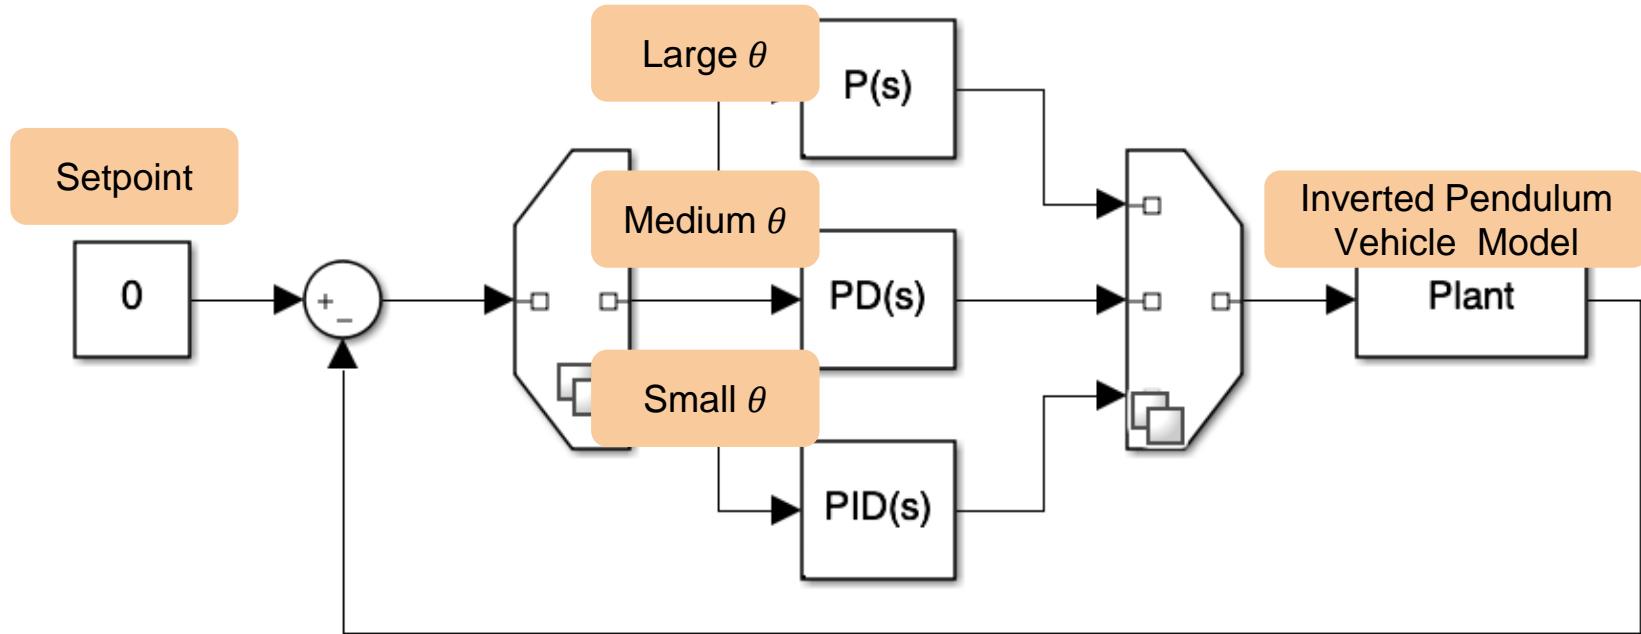 Large θ
P(s)
Setpoint
0
+
−
Medium θ
PD(s)
Small θ
PID(s)
Inverted Pendulum
Vehicle Model
Plant